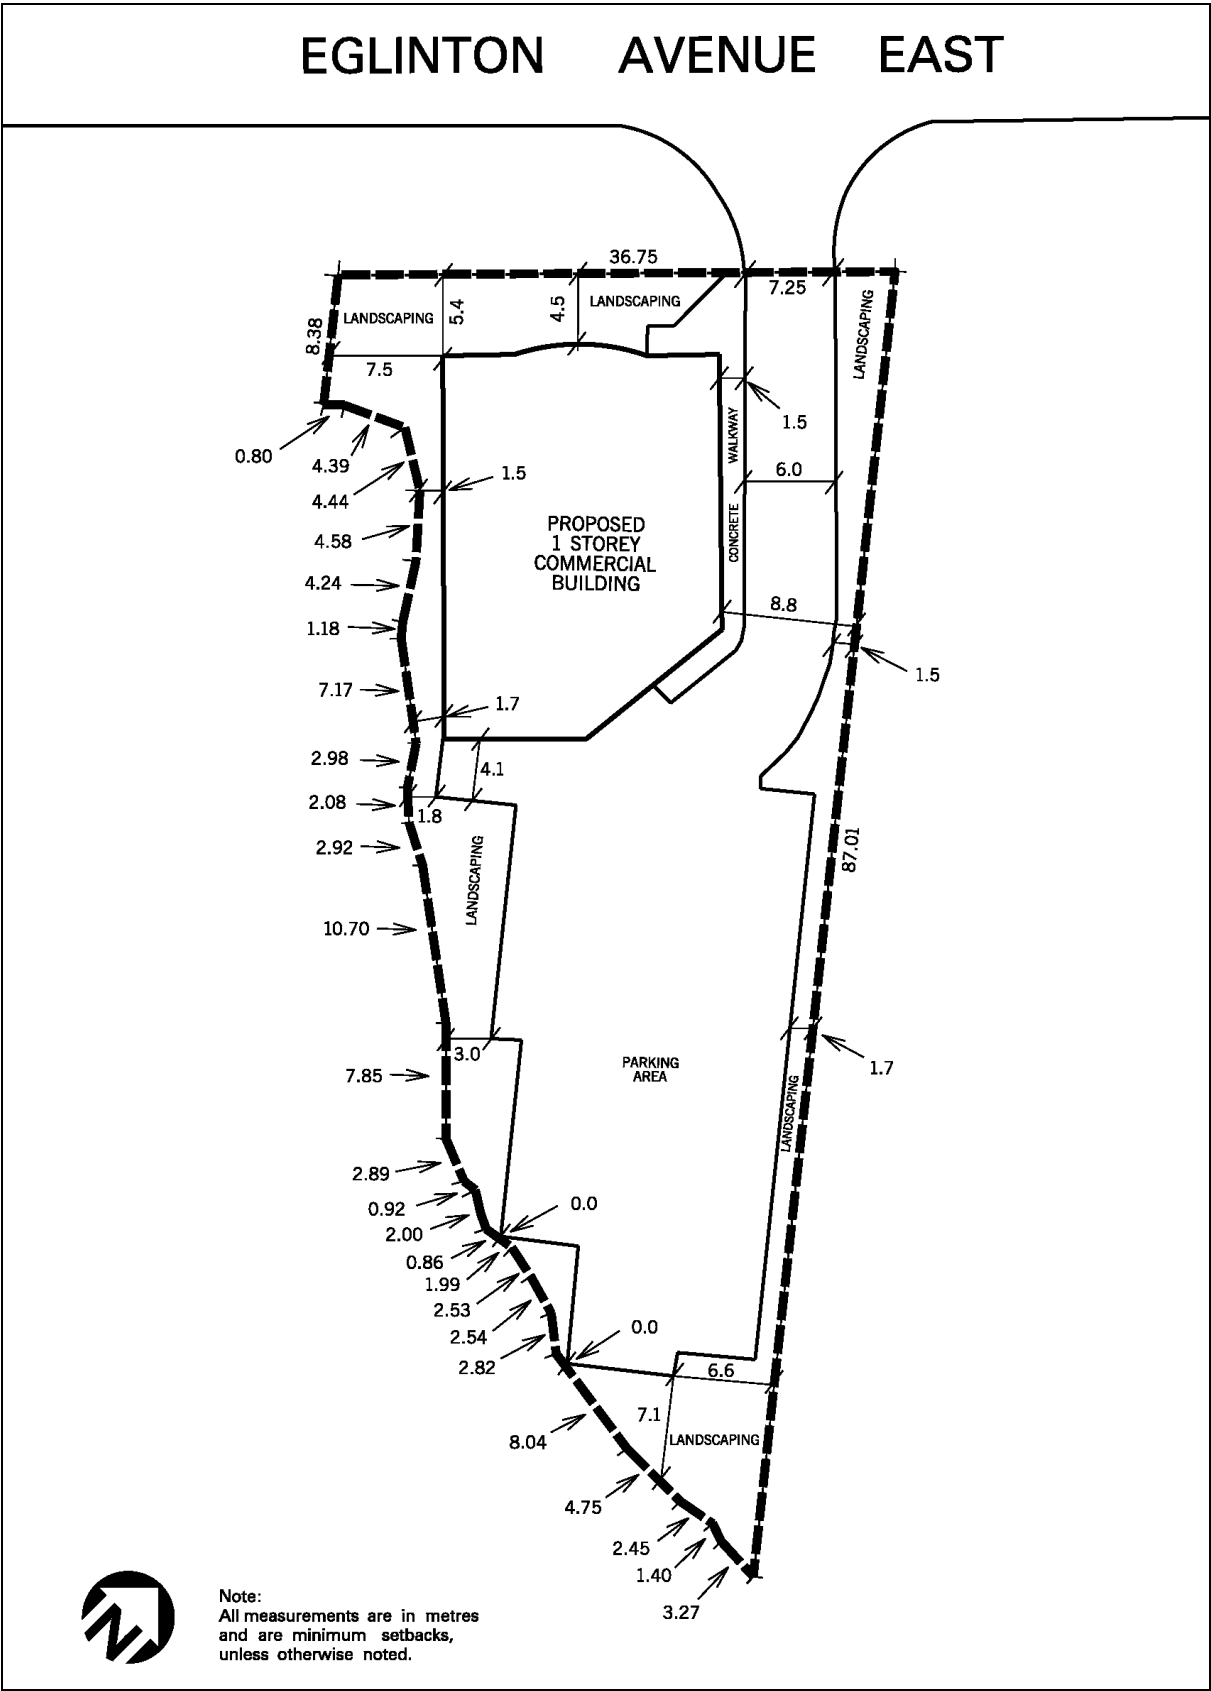 EGLINTON AVENUE EAST
36.75
7.25
LANDSCAPING
5.4
4.5
LANDSCAPING
LANDSCAPING
8.38
7.5
1.5
0.80
4.39
WALKWAY
6.0
4.44
1.5
4.58
CONCRETE
PROPOSED
1 STOREY
COMMERCIAL
BUILDING
4.24
8.8
1.18
1.5
7.17
1.7
2.98
4.1
2.08
1.8
2.92
LANDSCAPING
87.01
10.70
3.0
PARKING
AREA
1.7
7.85
LANDSCAPING
2.89
0.92
0.0
2.00
0.86
1.99
2.53
0.0
2.54
2.82
6.6
7.1
8.04
LANDSCAPING
4.75
2.45
1.40
3.27
N
Note:
All measurements are in metres
and are minimum setbacks,
unless otherwise noted.